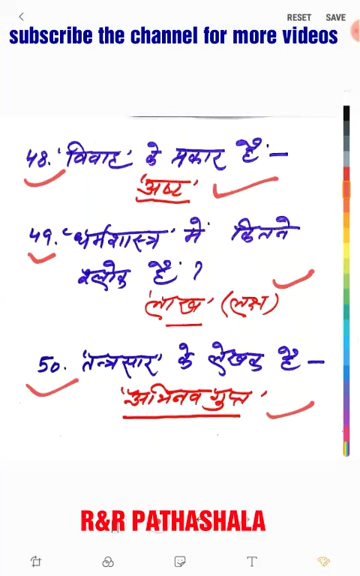 RESET SAVE
subscribe the channel for more videos
48. 'विवाह' के प्रकार हैं -
'अष्ट'
49. "धर्मशास्त्र' में कितने
श्लोक हैं ?
'लाख' (लक्ष)
50. 'तन्त्रसार' के लेखक हैं -
'अभिनव गुप्त'
R&R PATHASHALA
T